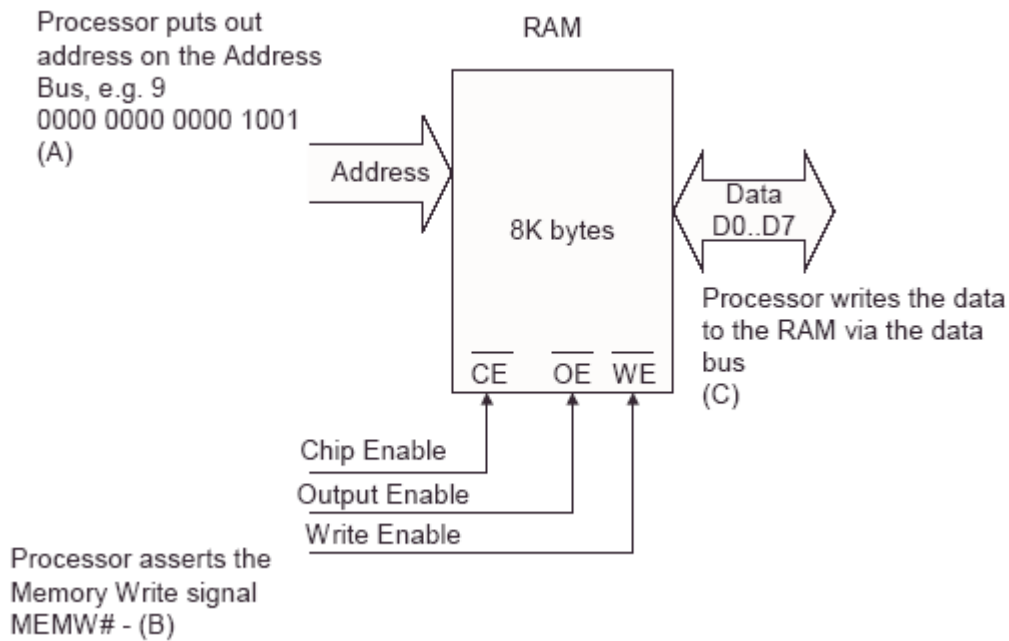 Processor puts out
address on the Address
Bus, e.g. 9
0000 0000 0000 1001
(A)
RAM
Address
8K bytes
Data
D0..D7
Processor writes the data
to the RAM via the data
bus
(C)
CE OE WE
Chip Enable
Output Enable
Write Enable
Processor asserts the
Memory Write signal
MEMW# - (B)